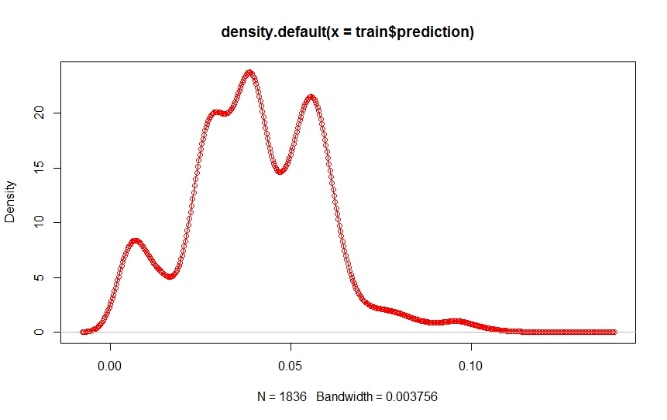 density.default(x = train$prediction)
20
15
10
5
0
Density
0.00 0.05 0.10
N = 1836 Bandwidth = 0.003756